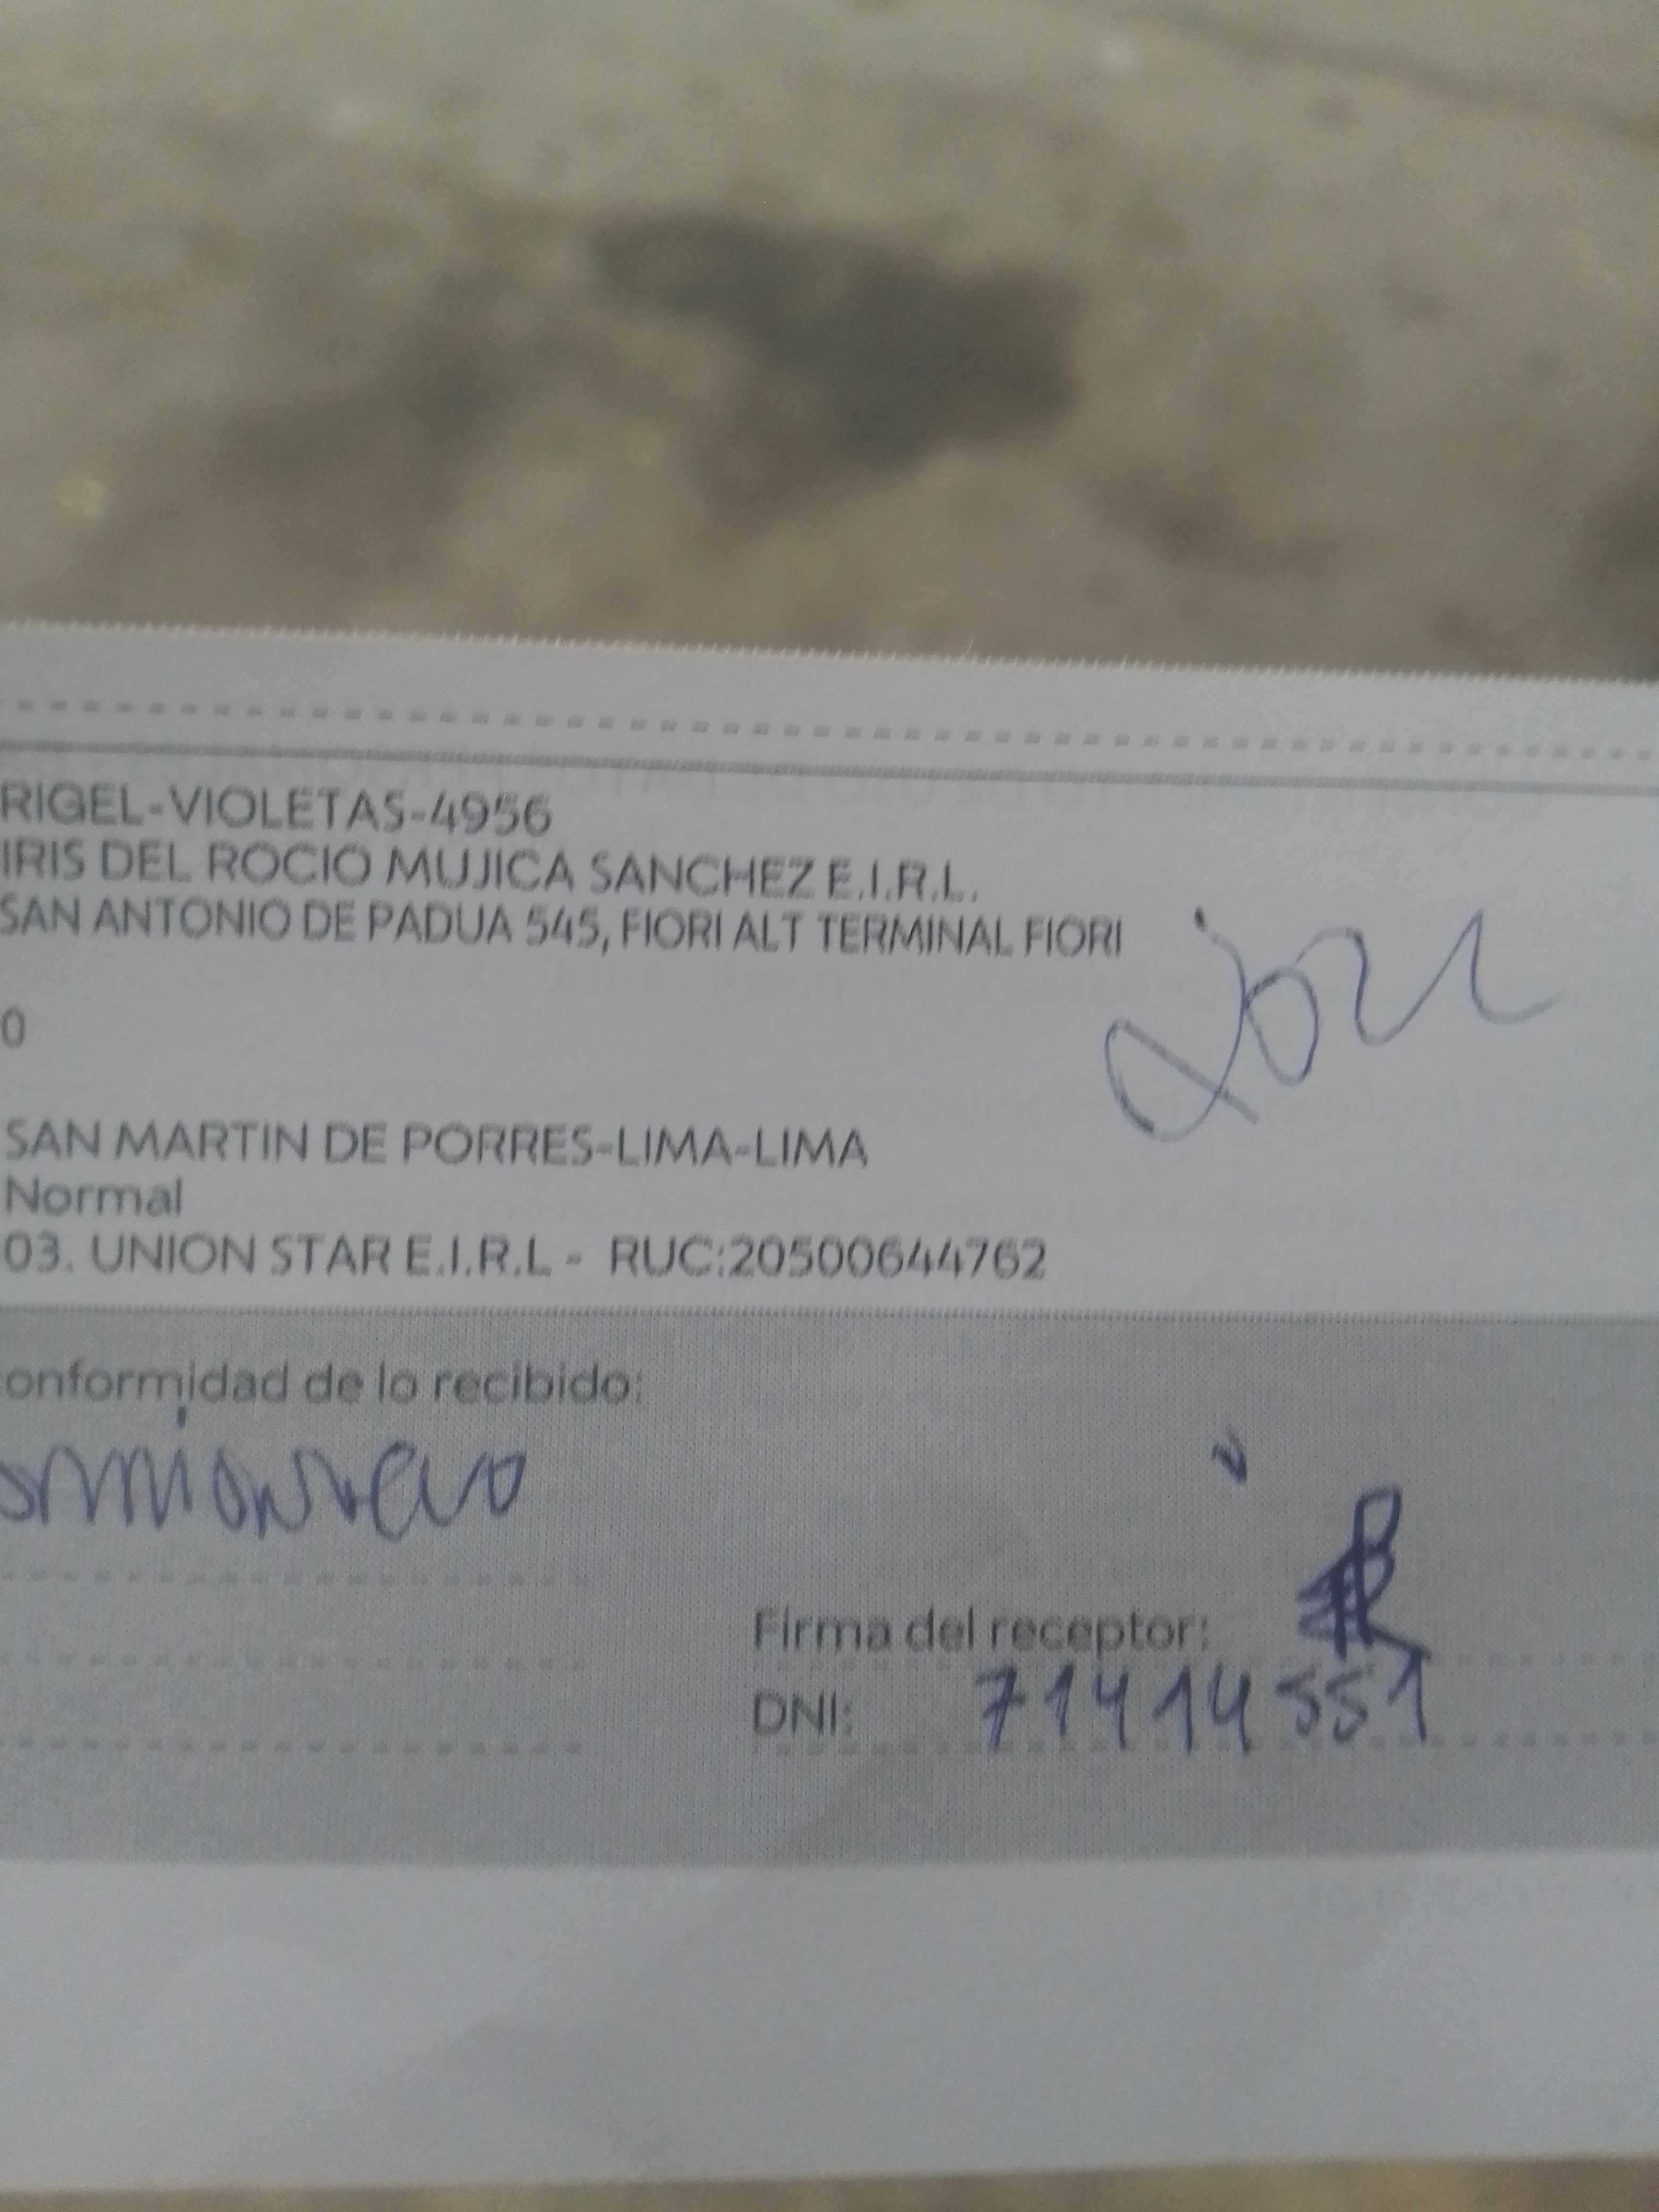 RIGEL-VIOLETAS-4956
IRIS DEL ROCIO MUJICA SANCHEZ E.I.R.L.
SAN ANTONIO DE PADUA 545, FIORI ALT TERMINAL FIORI
0
SAN MARTIN DE PORRES-LIMA-LIMA
Normal
03. UNION STAR E.I.R.L - RUC:20500644762
onformidad de lo recibido:
Firma del receptor:
DNI: 71414551